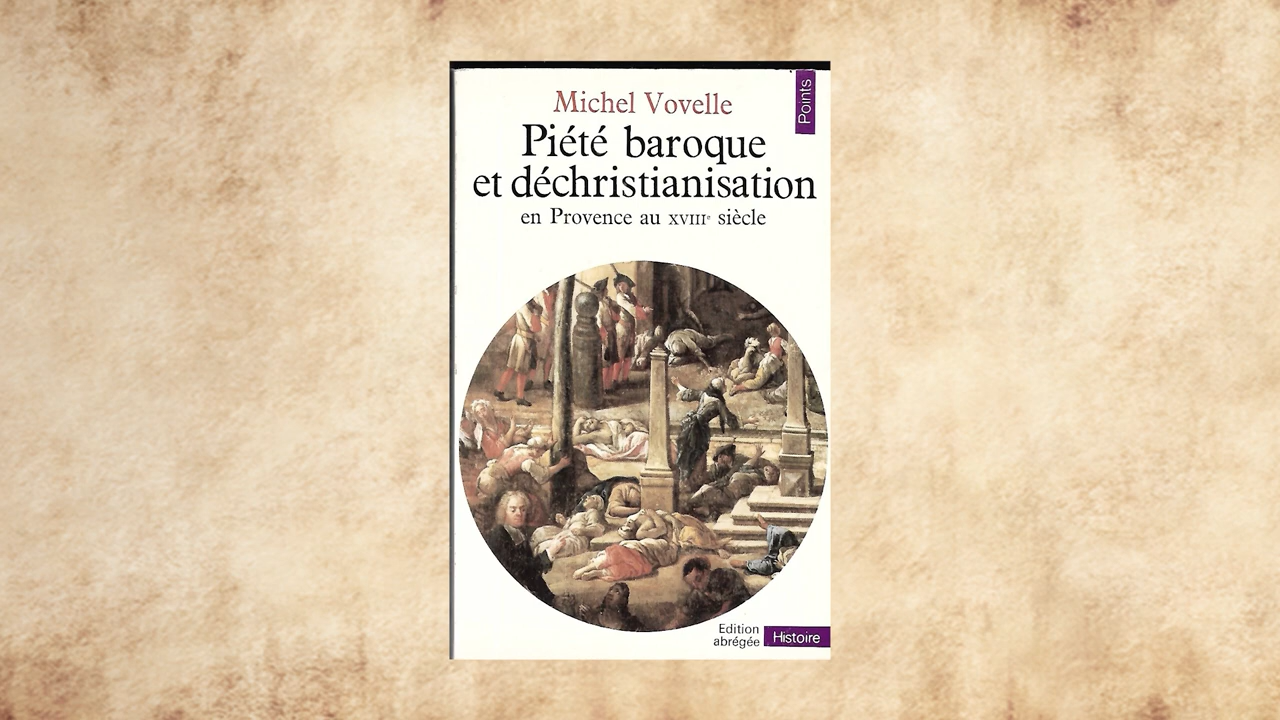 Points
Michel Vovelle
Piété baroque
et déchristianisation
en Provence au XVIIIᵉ siècle
Edition
abrégée
Histoire